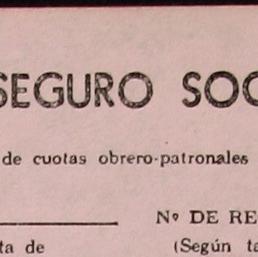 SEGURO SOC
de cuotas obrero-patronales
Nº DE RE
ta de (Según ta